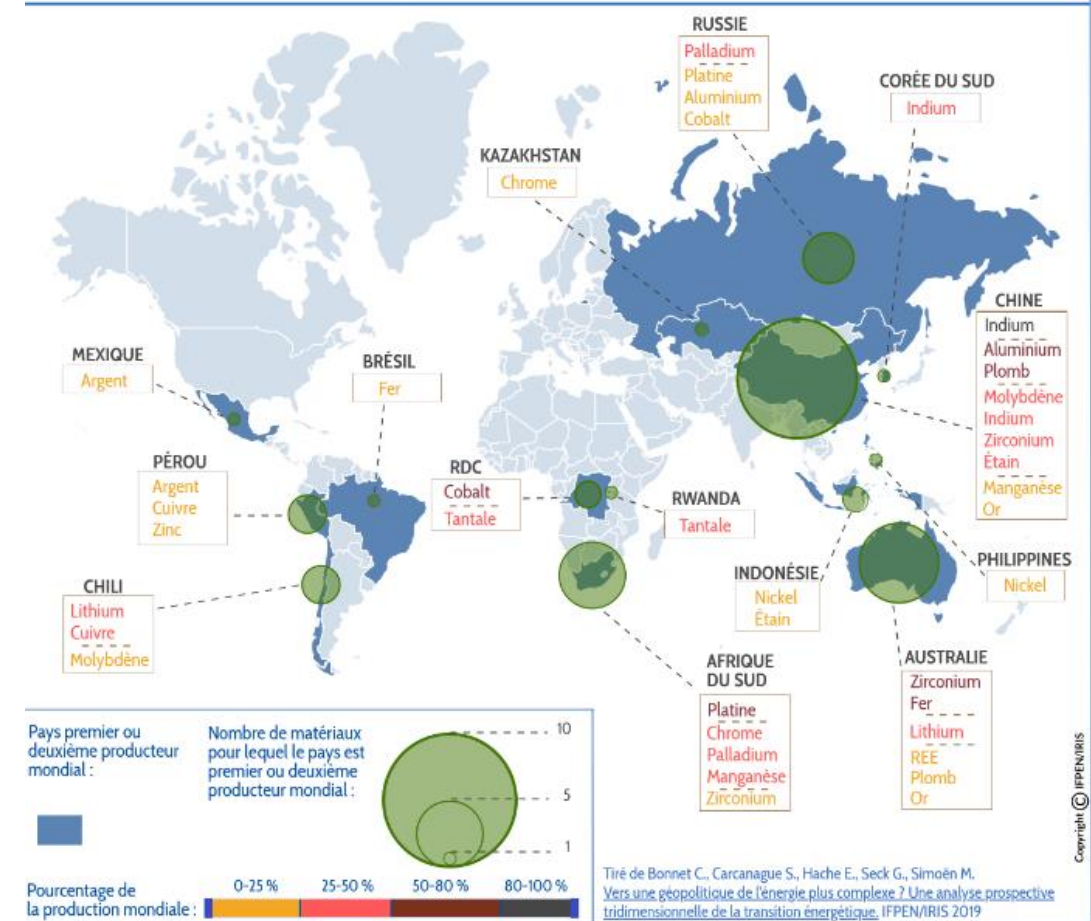 RUSSIE
Palladium
Platine
Aluminium
Cobalt
CORÉE DU SUD
Indium
KAZAKHSTAN
Chrome
CHINE
Indium
Aluminium
Plomb
Molybdène
Indium
Zirconium
Étain
Manganèse
Or
MEXIQUE
Argent
BRÉSIL
Fer
PÉROU
Argent
Cuivre
Zinc
RDC
Cobalt
Tantale
RWANDA
Tantale
CHILI
Lithium
Cuivre
Molybdène
INDONÉSIE
Nickel
Étain
PHILIPPINES
Nickel
AFRIQUE
DU SUD
Platine
Chrome
Palladium
Manganèse
Zirconium
AUSTRALIE
Zirconium
Fer
Lithium
REE
Plomb
Or
Pays premier ou
deuxième producteur
mondial :
Nombre de matériaux
pour lequel le pays est
premier ou deuxième
producteur mondial :
10
5
1
Pourcentage de
la production mondiale :
0-25 %
25-50 %
50-80 %
80-100 %
Tiré de Bonnet C., Carcanague S., Hache E., Seck G., Simoën M.
Vers une géopolitique de l'énergie plus complexe ? Une analyse prospective
tridimensionnelle de la transition énergétique. IFPEN/IRIS 2019
Copyright © IFPEN/IRIS